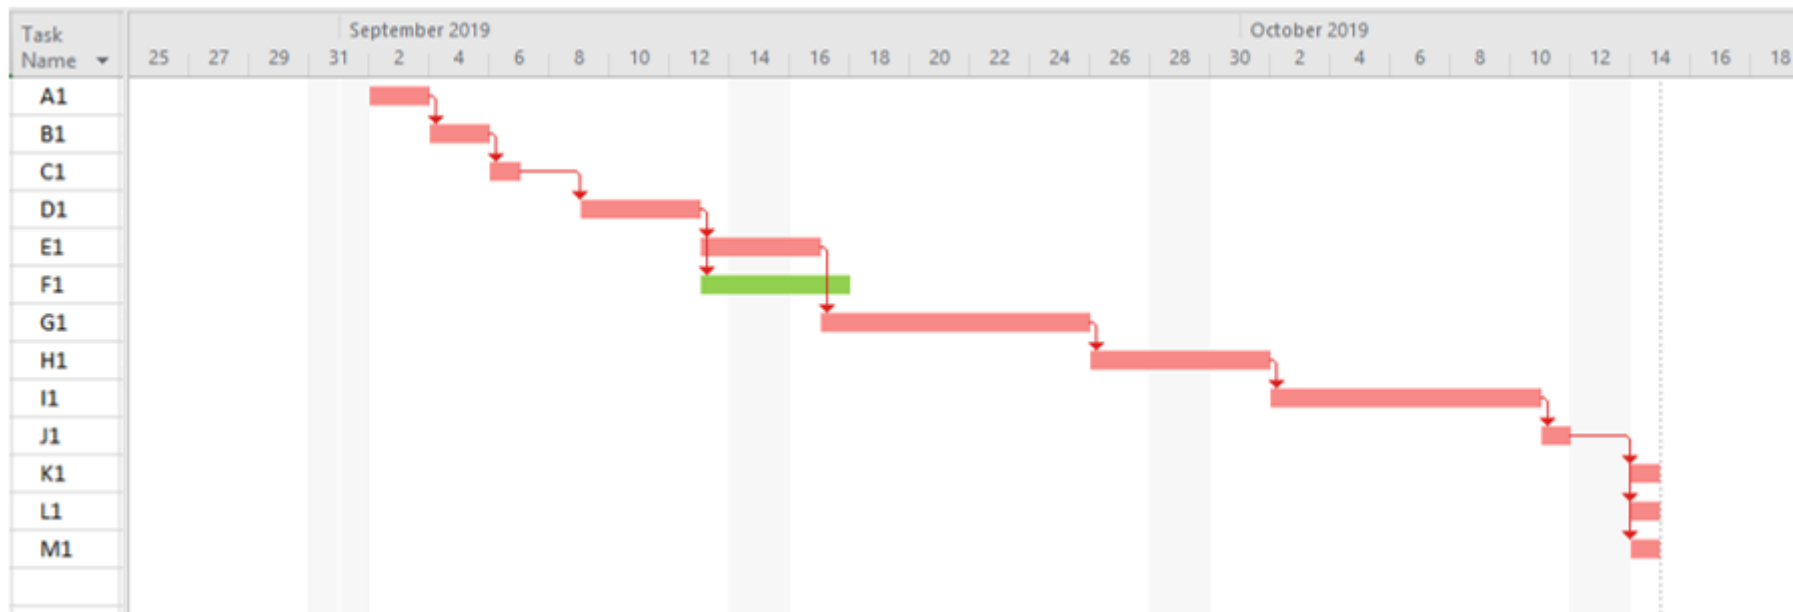 Task
Name
September 2019
October 2019
25 27 29 31 2 4 6 8 10 12 14 16 18 20 22 24 26 28 30 2 4 6 8 10 12 14 16 18
A1
B1
C1
D1
E1
F1
G1
H1
I1
J1
K1
L1
M1